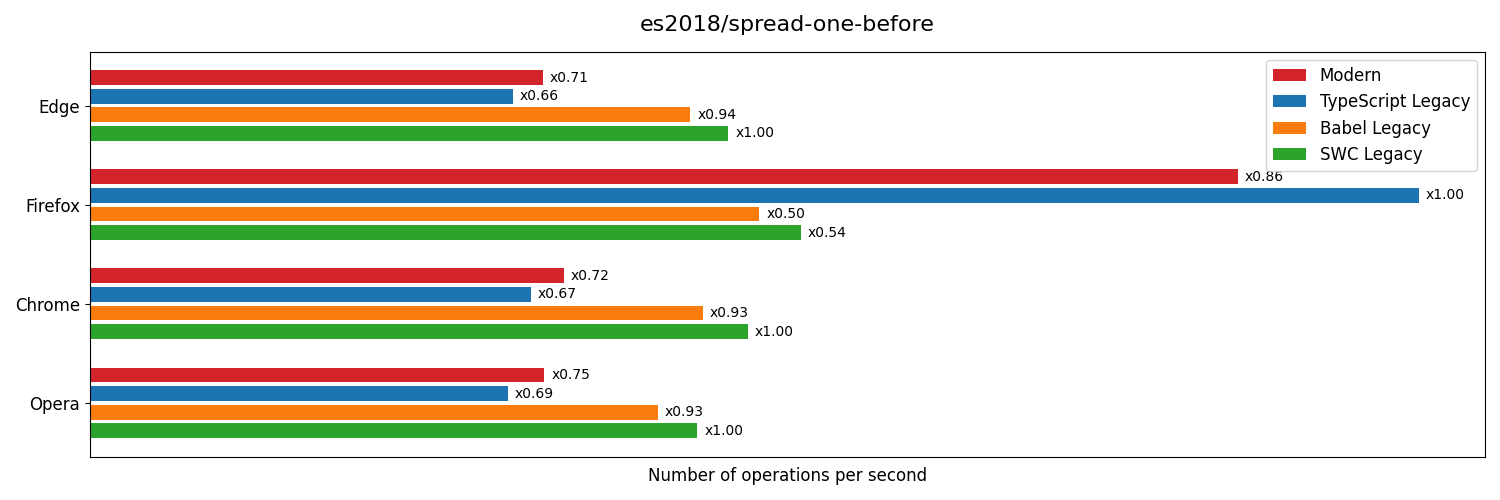 es2018/spread-one-before
Modern
TypeScript Legacy
Babel Legacy
SWC Legacy
Edge
x0.71
x0.66
x0.94
x1.00
Firefox
x0.86
x1.00
x0.50
x0.54
Chrome
x0.72
x0.67
x0.93
x1.00
Opera
x0.75
x0.69
x0.93
x1.00
Number of operations per second